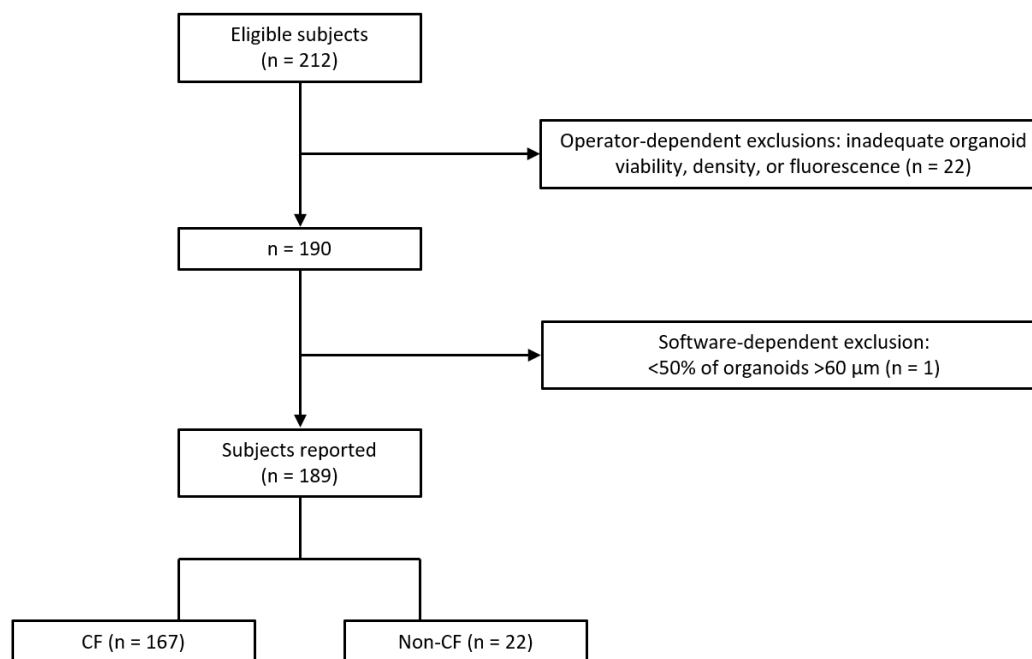 Eligible subjects
(n = 212)
Operator-dependent exclusions: inadequate organoid
viability, density, or fluorescence (n = 22)
n = 190
Software-dependent exclusion:
<50% of organoids >60 µm (n = 1)
Subjects reported
(n = 189)
CF (n = 167)
Non-CF (n = 22)